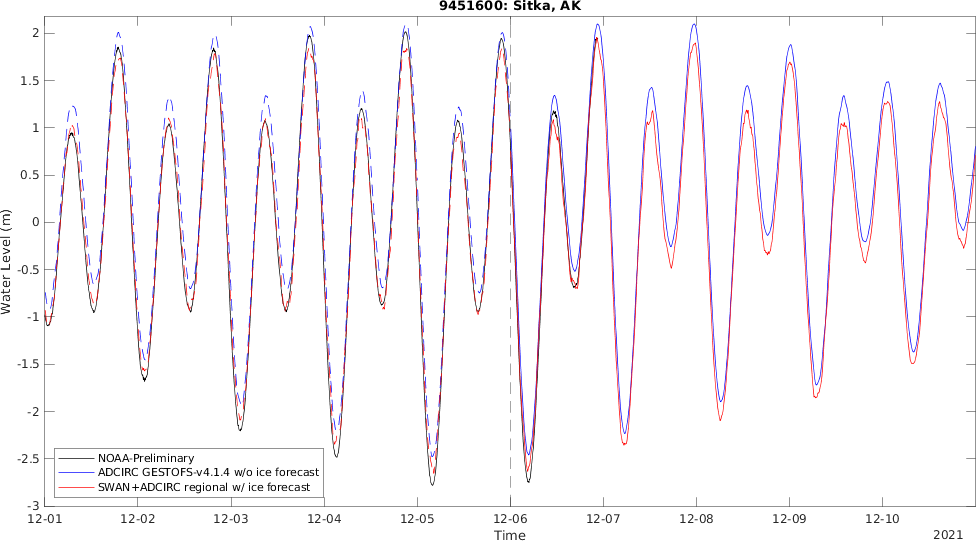 9451600: Sitka, AK
Water Level (m)
2
1.5
1
0.5
0
-0.5
-1
-1.5
-2
-2.5
-3
NOAA-Preliminary
ADCIRC GESTOFS-v4.1.4 w/o ice forecast
SWAN+ADCIRC regional w/ ice forecast
12-01 12-02 12-03 12-04 12-05 12-06 12-07 12-08 12-09 12-10
Time
2021